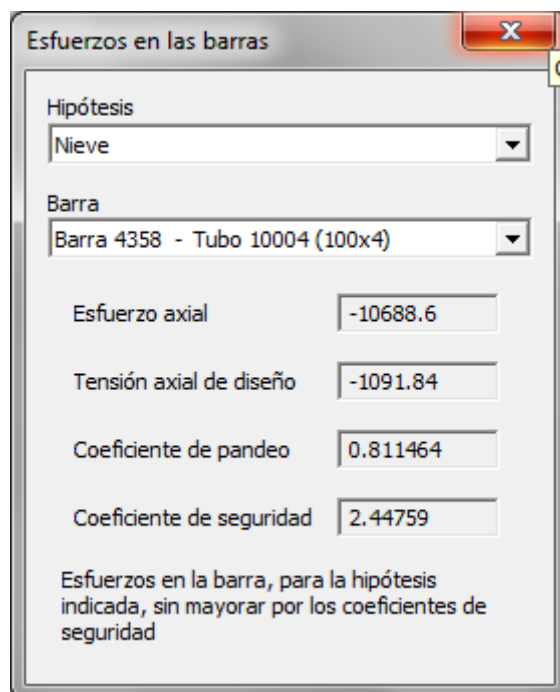 Esfuerzos en las barras
Hipótesis
Nieve
Barra
Barra 4358 - Tubo 10004 (100x4)
Esfuerzo axial
-10688.6
Tensión axial de diseño
-1091.84
Coeficiente de pandeo
0.811464
Coeficiente de seguridad
2.44759
Esfuerzos en la barra, para la hipótesis
indicada, sin mayorar por los coeficientes de
seguridad